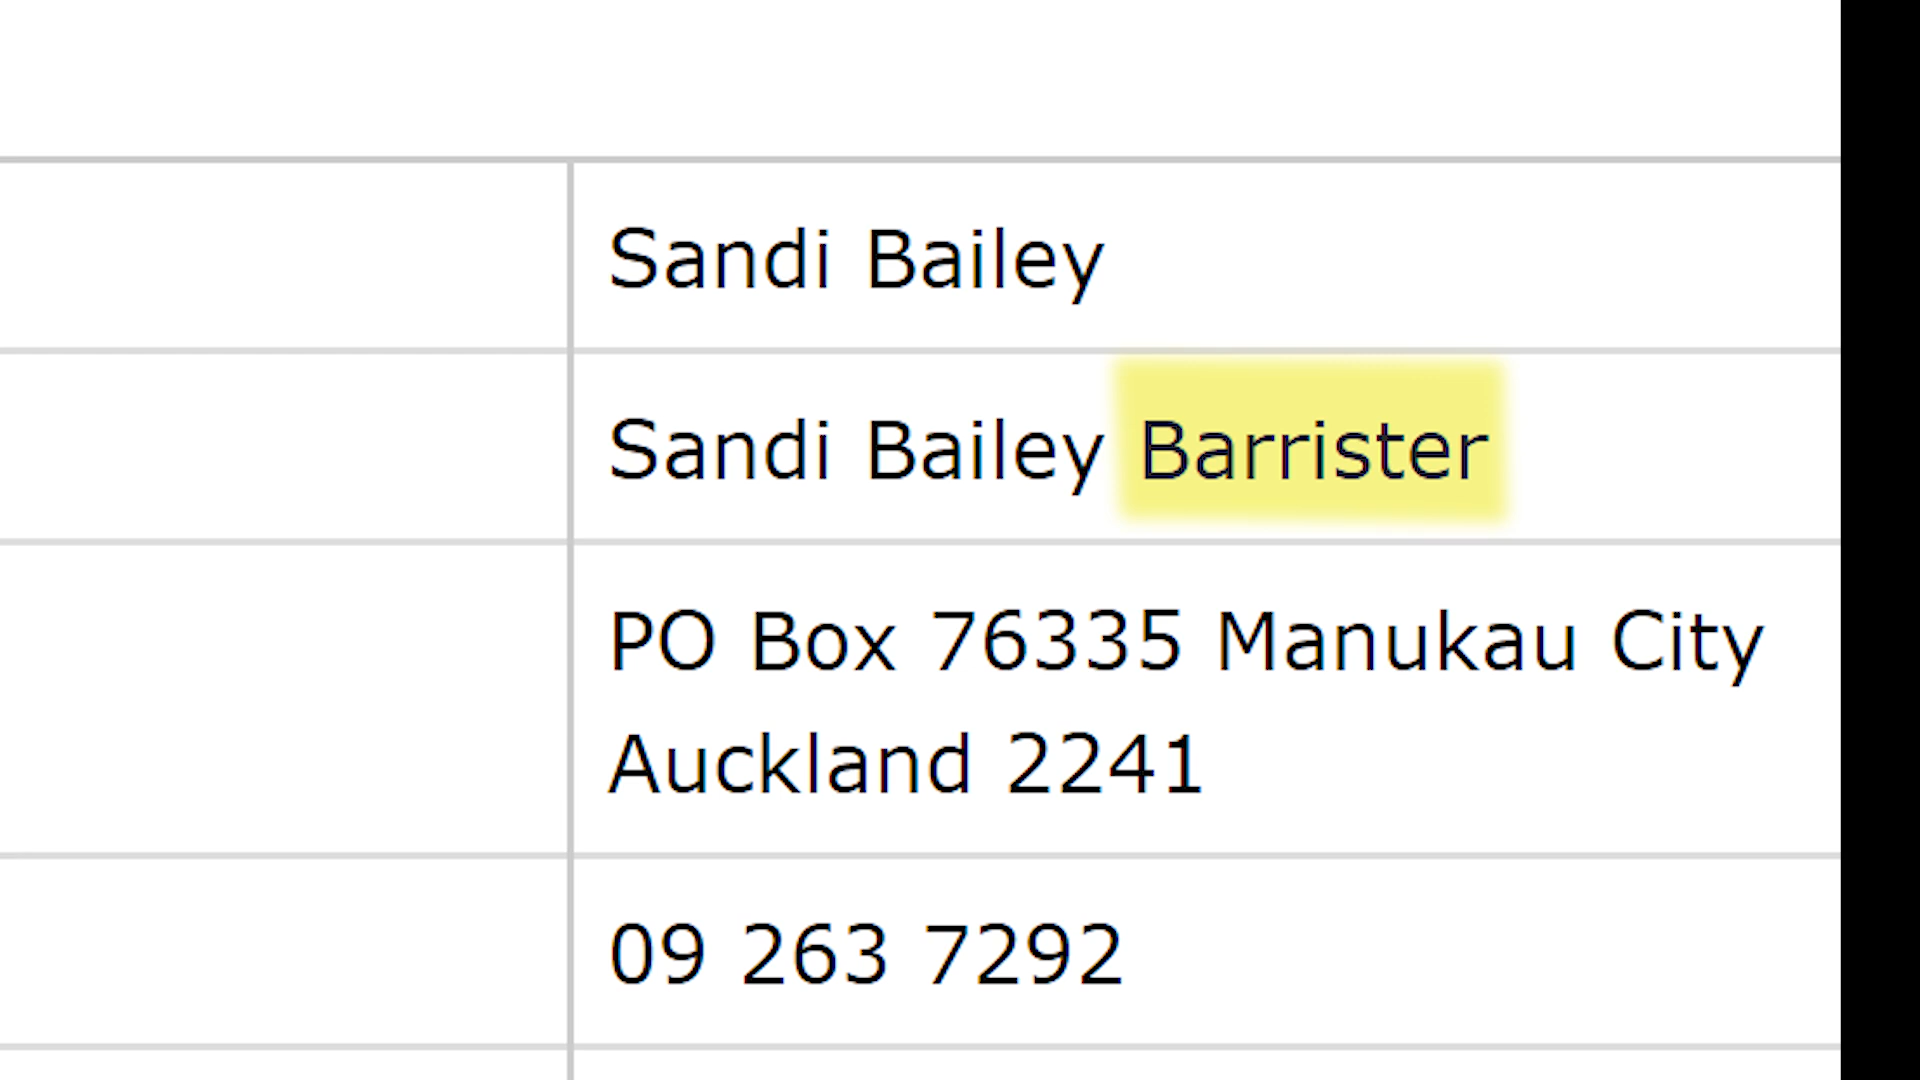 Sandi Bailey
Sandi Bailey Barrister
PO Box 76335 Manukau City
Auckland 2241
09 263 7292